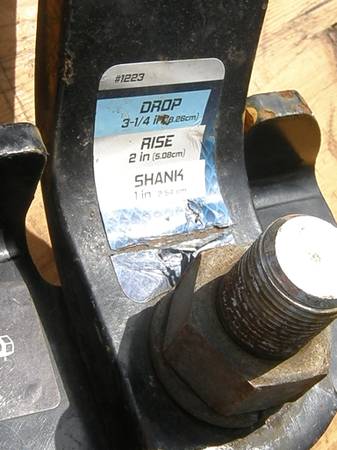 #1223
DROP
3-1/4 in (8.26cm)
RISE
2 in (5.08cm)
SHANK
1 in (2.54 cm)